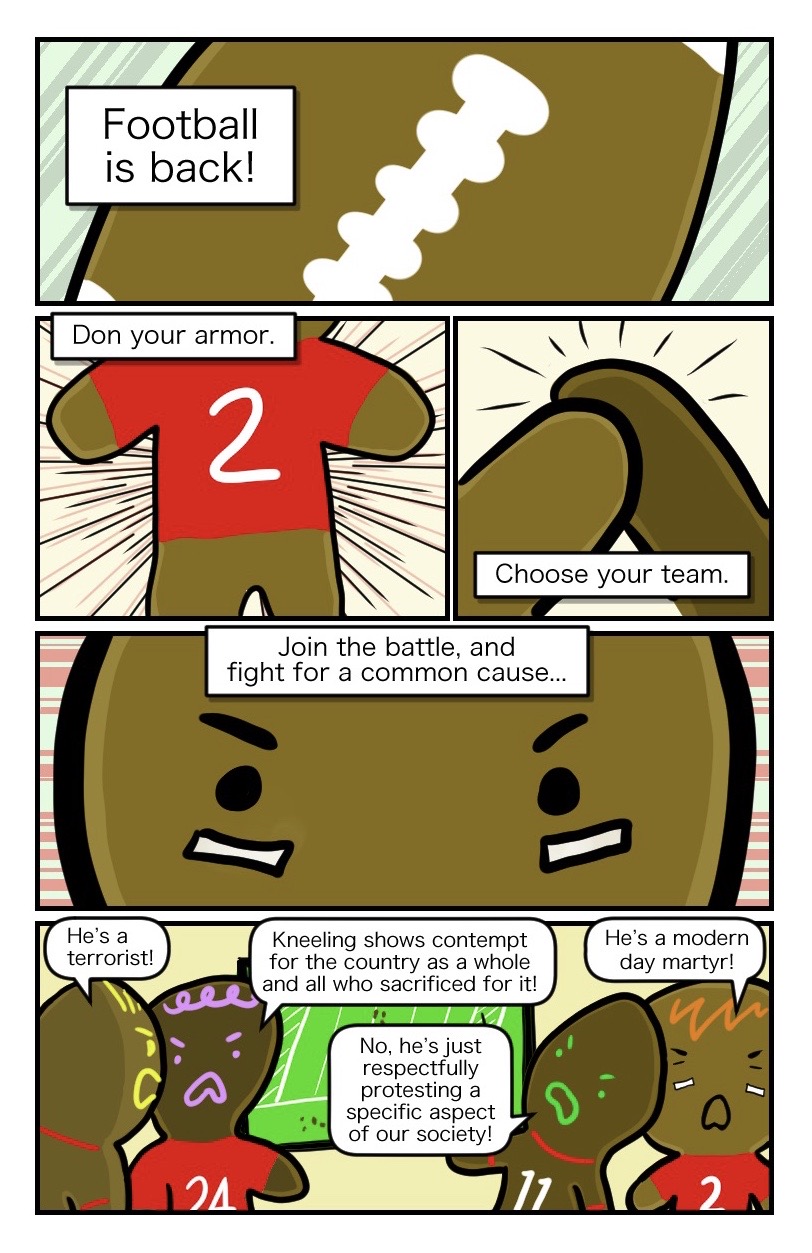 Football
is back!
Don your armor.
2
Choose your team.
Join the battle, and
fight for a common cause...
He's a
terrorist!
Kneeling shows contempt
for the country as a whole
and all who sacrificed for it!
He's a modern
day martyr!
No, he's just
respectfully
protesting a
specific aspect
of our society!
24
11
2